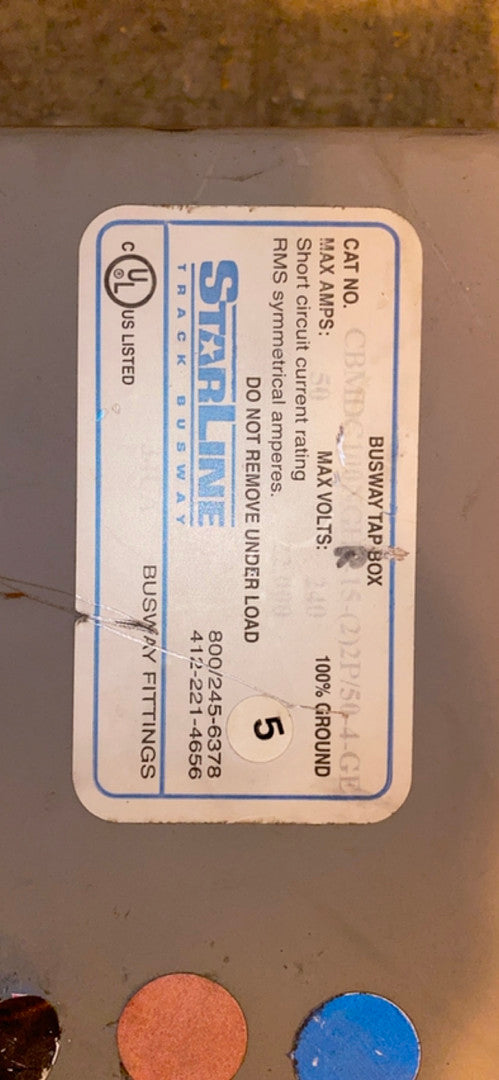 BUSWAY TAP BOX
CAT NO.
MAX AMPS: 50 MAX VOLTS: 240 100% GROUND
Short circuit current rating
RMS symmetrical amperes.
DO NOT REMOVE UNDER LOAD
5
STARLINE
TRACK BUSWAY
800/245-6378
412-221-4656
C UL ® US LISTED
BUSWAY FITTINGS